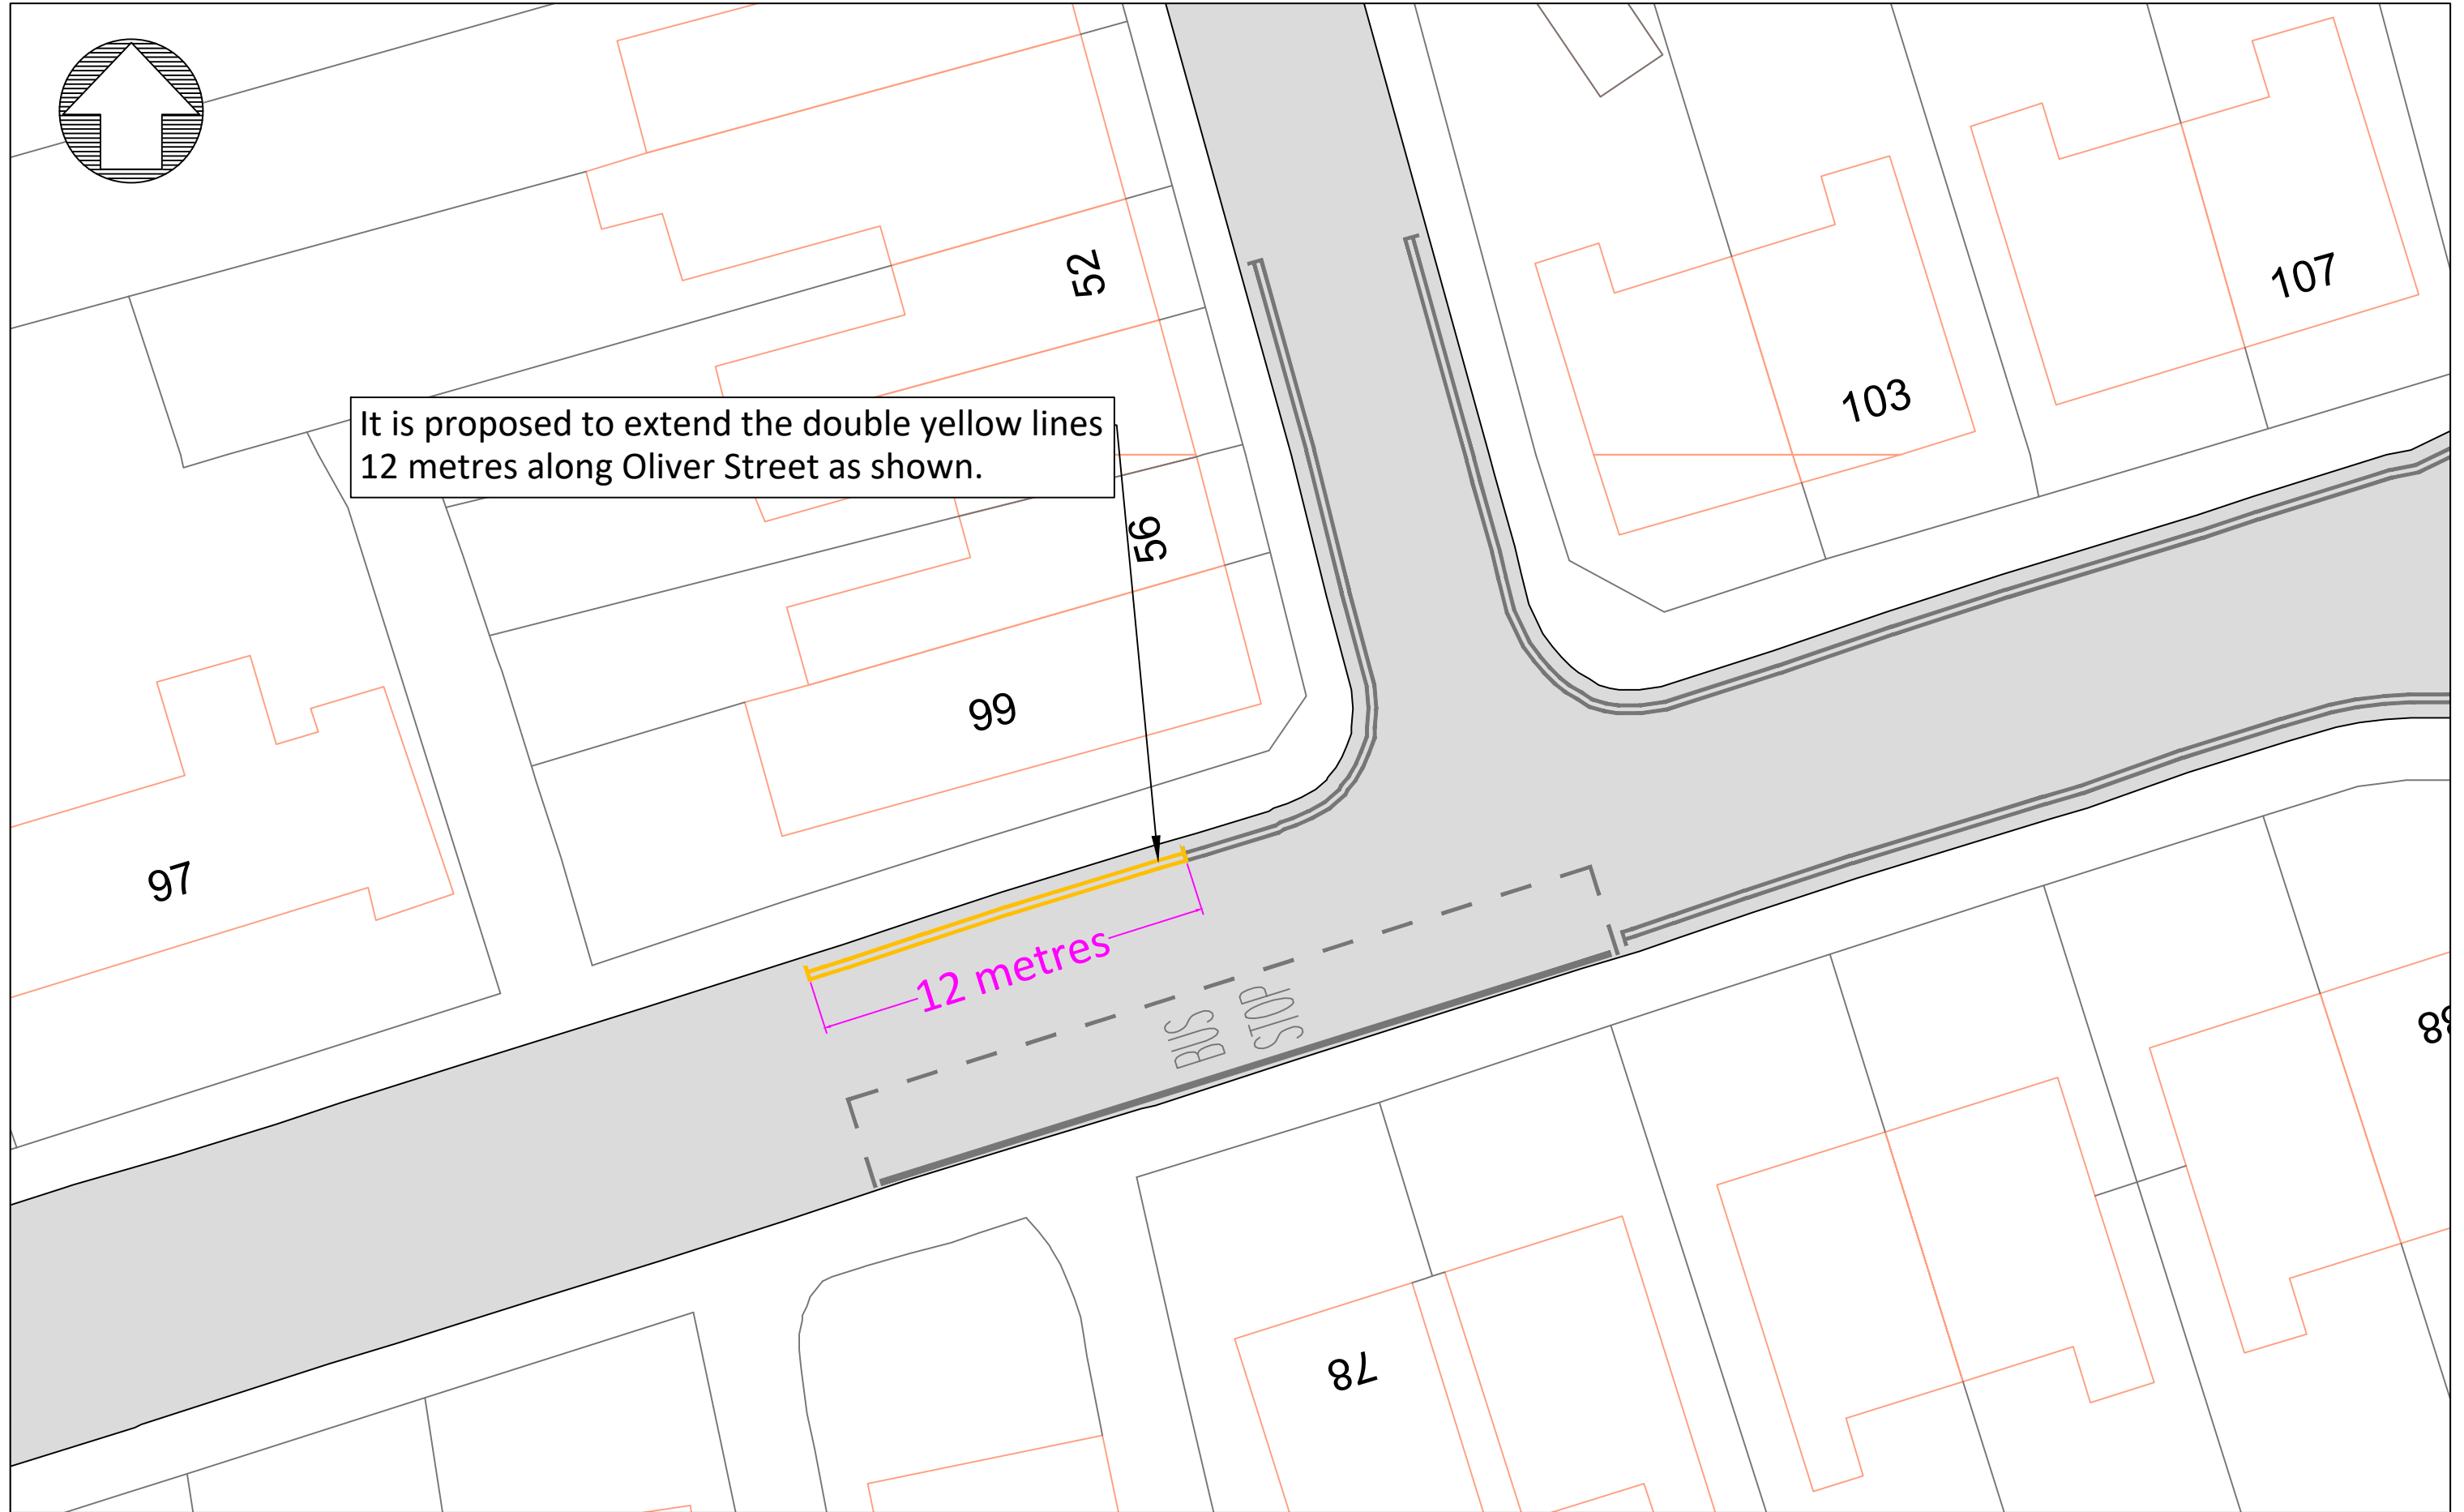 52
107
103
It is proposed to extend the double yellow lines
12 metres along Oliver Street as shown.
56
99
97
12 metres
BUS
STOP
78